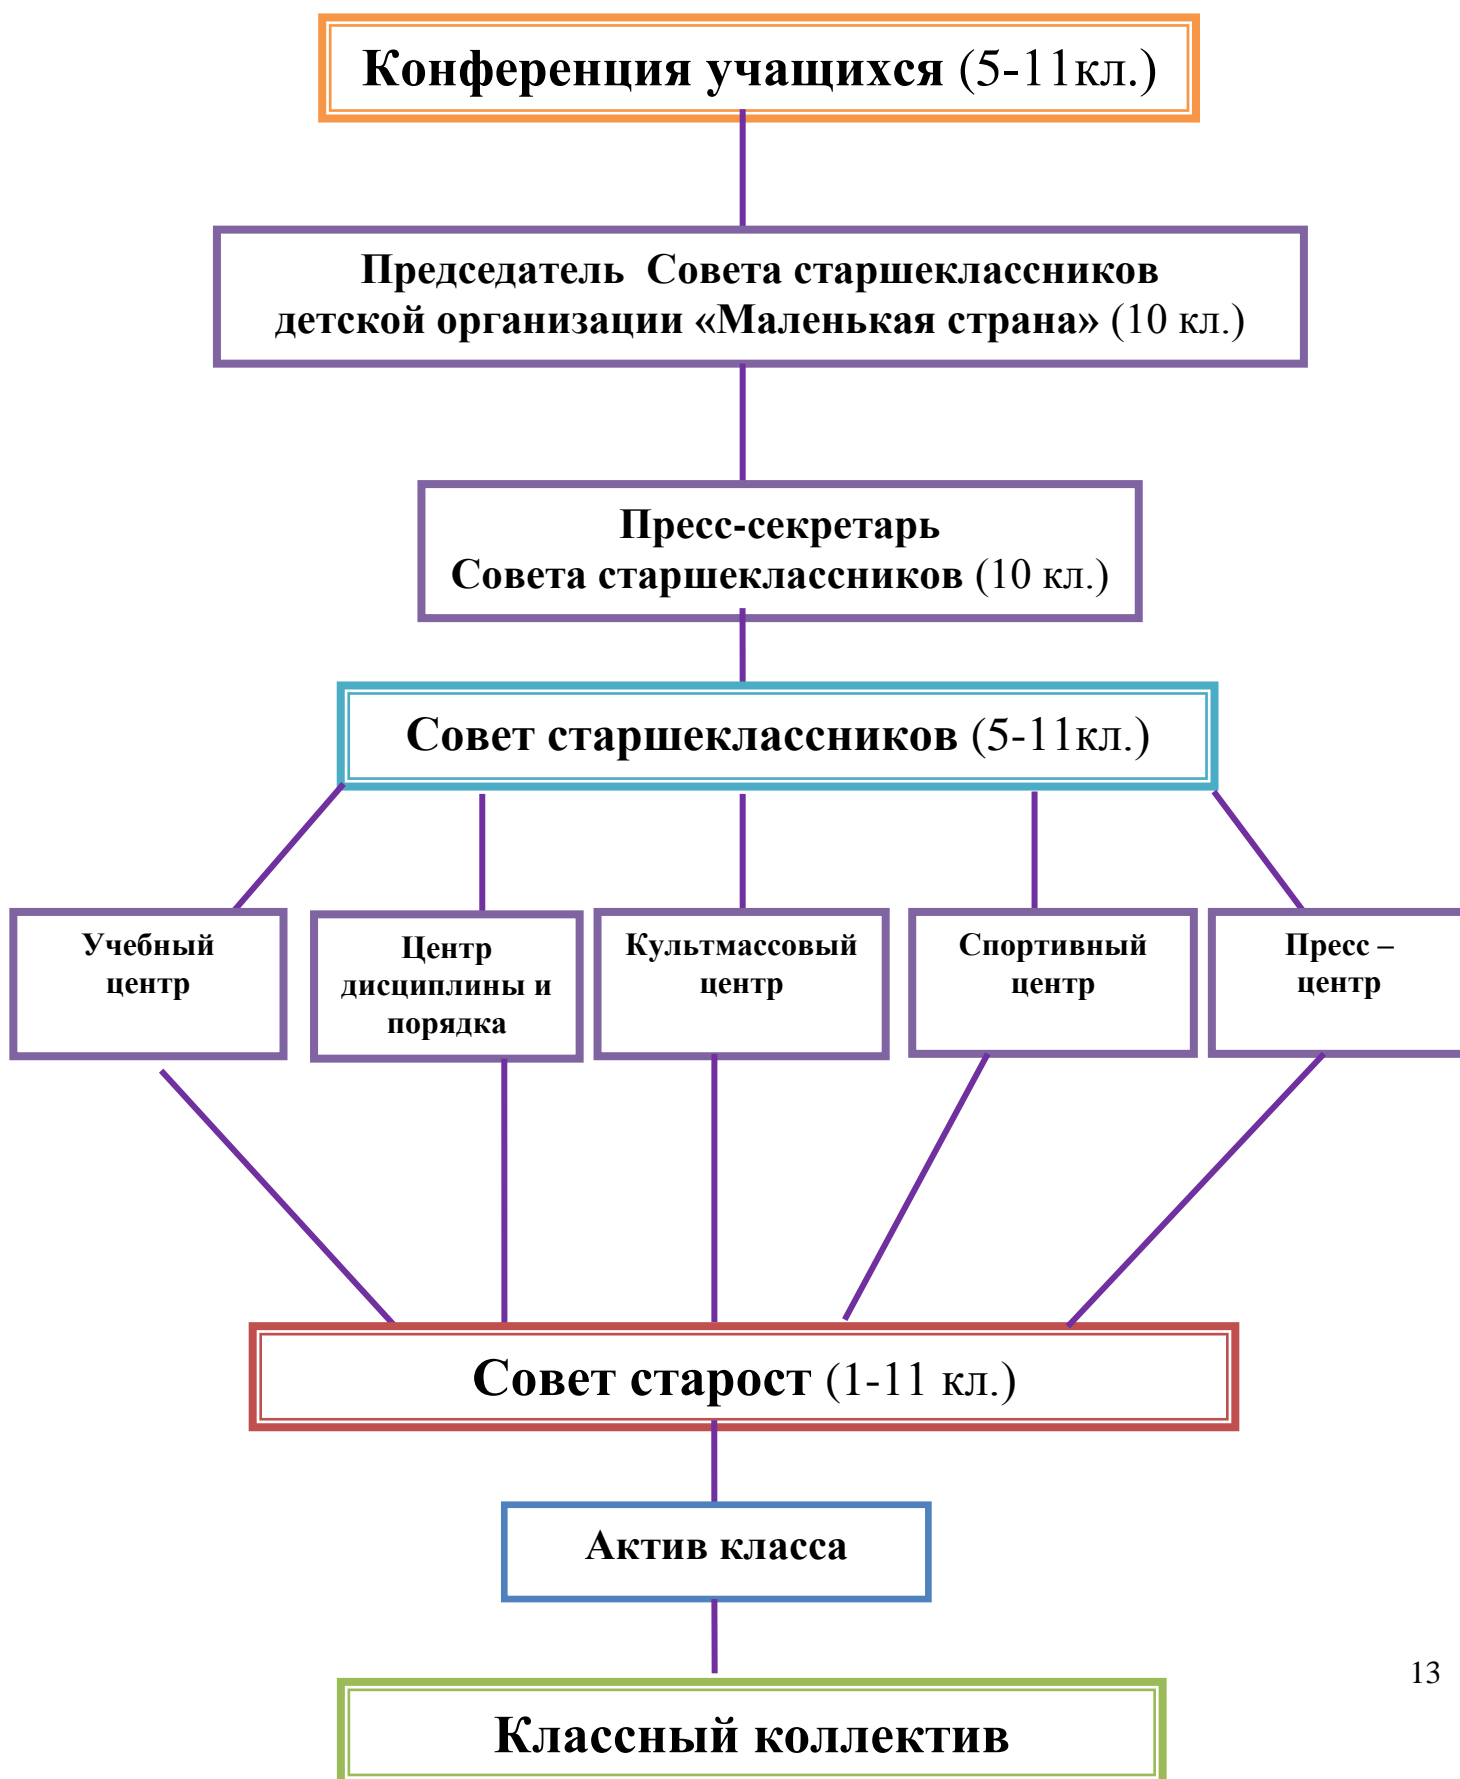 Конференция учащихся (5-11кл.)
Председатель Совета старшеклассников
детской организации «Маленькая страна» (10 кл.)
Пресс-секретарь
Совета старшеклассников (10 кл.)
Совет старшеклассников (5-11кл.)
Учебный
центр
Центр
дисциплины и
порядка
Культмассовый
центр
Спортивный
центр
Пресс –
центр
Совет старост (1-11 кл.)
Актив класса
13
Классный коллектив